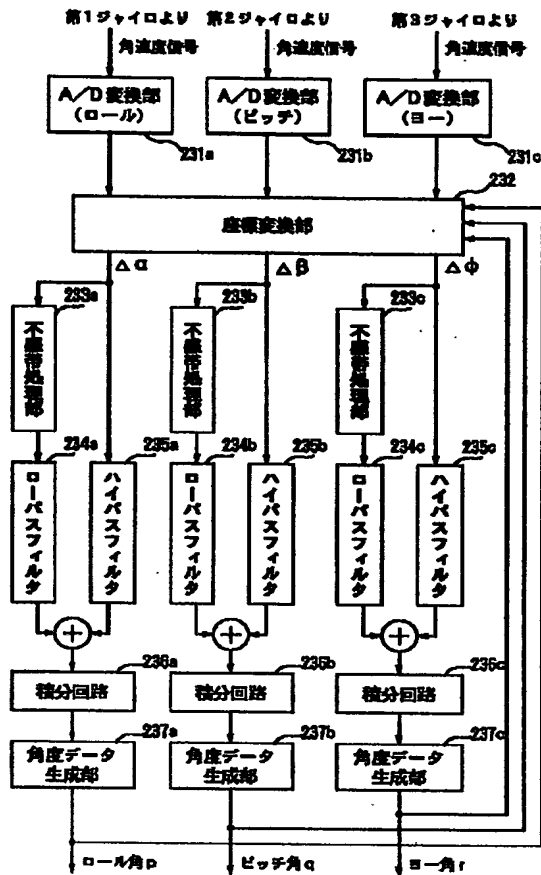 第1ジャイロより 第2ジャイロより 第3ジャイロより
角速度信号 角速度信号 角速度信号
A/D変換部 A/D変換部 A/D変換部
(ロール) (ピッチ) (ヨー)
231a 231b 231c
232
座標変換部
△α △β △φ
233a 233b 233c
不感帯処理部 不感帯処理部 不感帯処理部
234a 235a 234b 235b 234c 235c
ローパスフィルタ ハイパスフィルタ ローパスフィルタ ハイパスフィルタ ローパスフィルタ ハイパスフィルタ
+ + +
236a 236b 236c
積分回路 積分回路 積分回路
237a 237b 237c
角度データ 角度データ 角度データ
生成部 生成部 生成部
ロール角p ピッチ角q ヨー角r